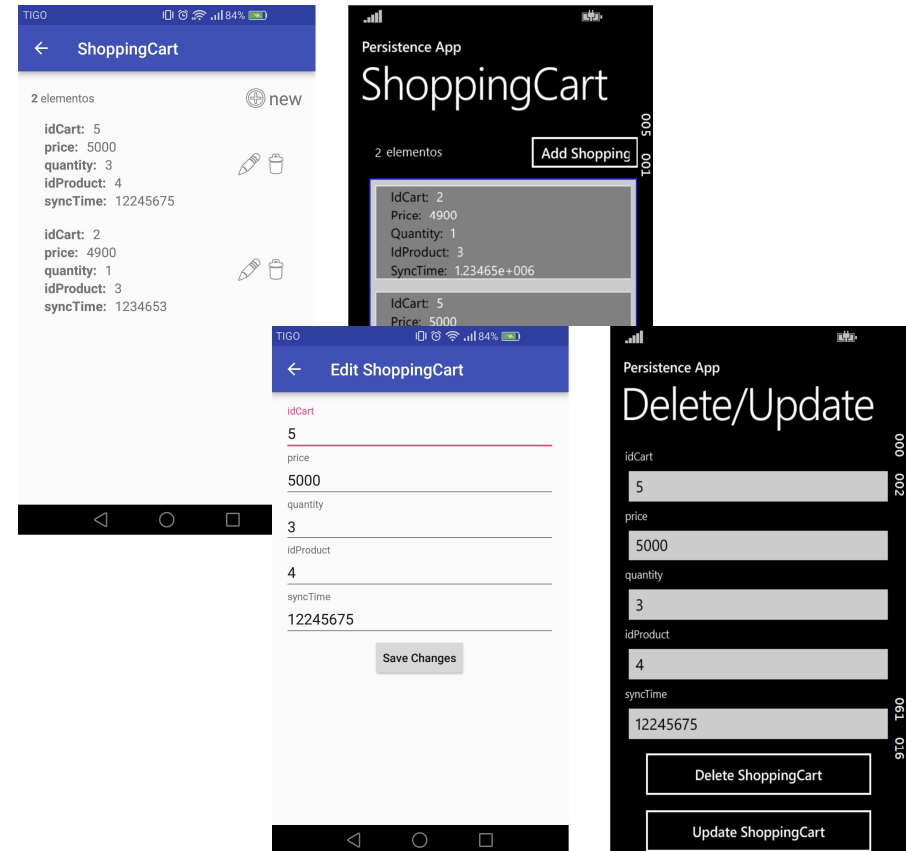 TIGO
84%
ShoppingCart
2 elementos
new
idCart: 5
price: 5000
quantity: 3
idProduct: 4
syncTime: 12245675
idCart: 2
price: 4900
quantity: 1
idProduct: 3
syncTime: 1234653
Persistence App
ShoppingCart
005 001
2 elementos
Add Shopping
IdCart: 2
Price: 4900
Quantity: 1
IdProduct: 3
SyncTime: 1.23465e+006
IdCart: 5
Price: 5000
TIGO
84%
Edit ShoppingCart
idCart
5
price
5000
quantity
3
idProduct
4
syncTime
12245675
Save Changes
Persistence App
Delete/Update
000 002
idCart
5
price
5000
quantity
3
idProduct
4
syncTime
12245675
061 016
Delete ShoppingCart
Update ShoppingCart